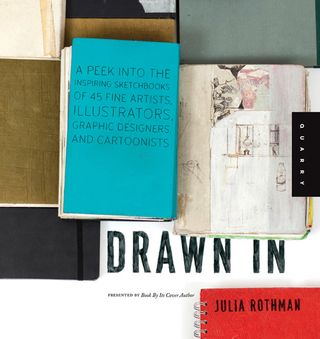 A PEEK INTO THE
INSPIRING SKETCHBOOKS
OF 45 FINE ARTISTS,
ILLUSTRATORS,
GRAPHIC DESIGNERS
AND CARTOONISTS
QUARRY
DRAWN IN
PRESENTED BY Book By Its Cover Author
JULIA ROTHMAN